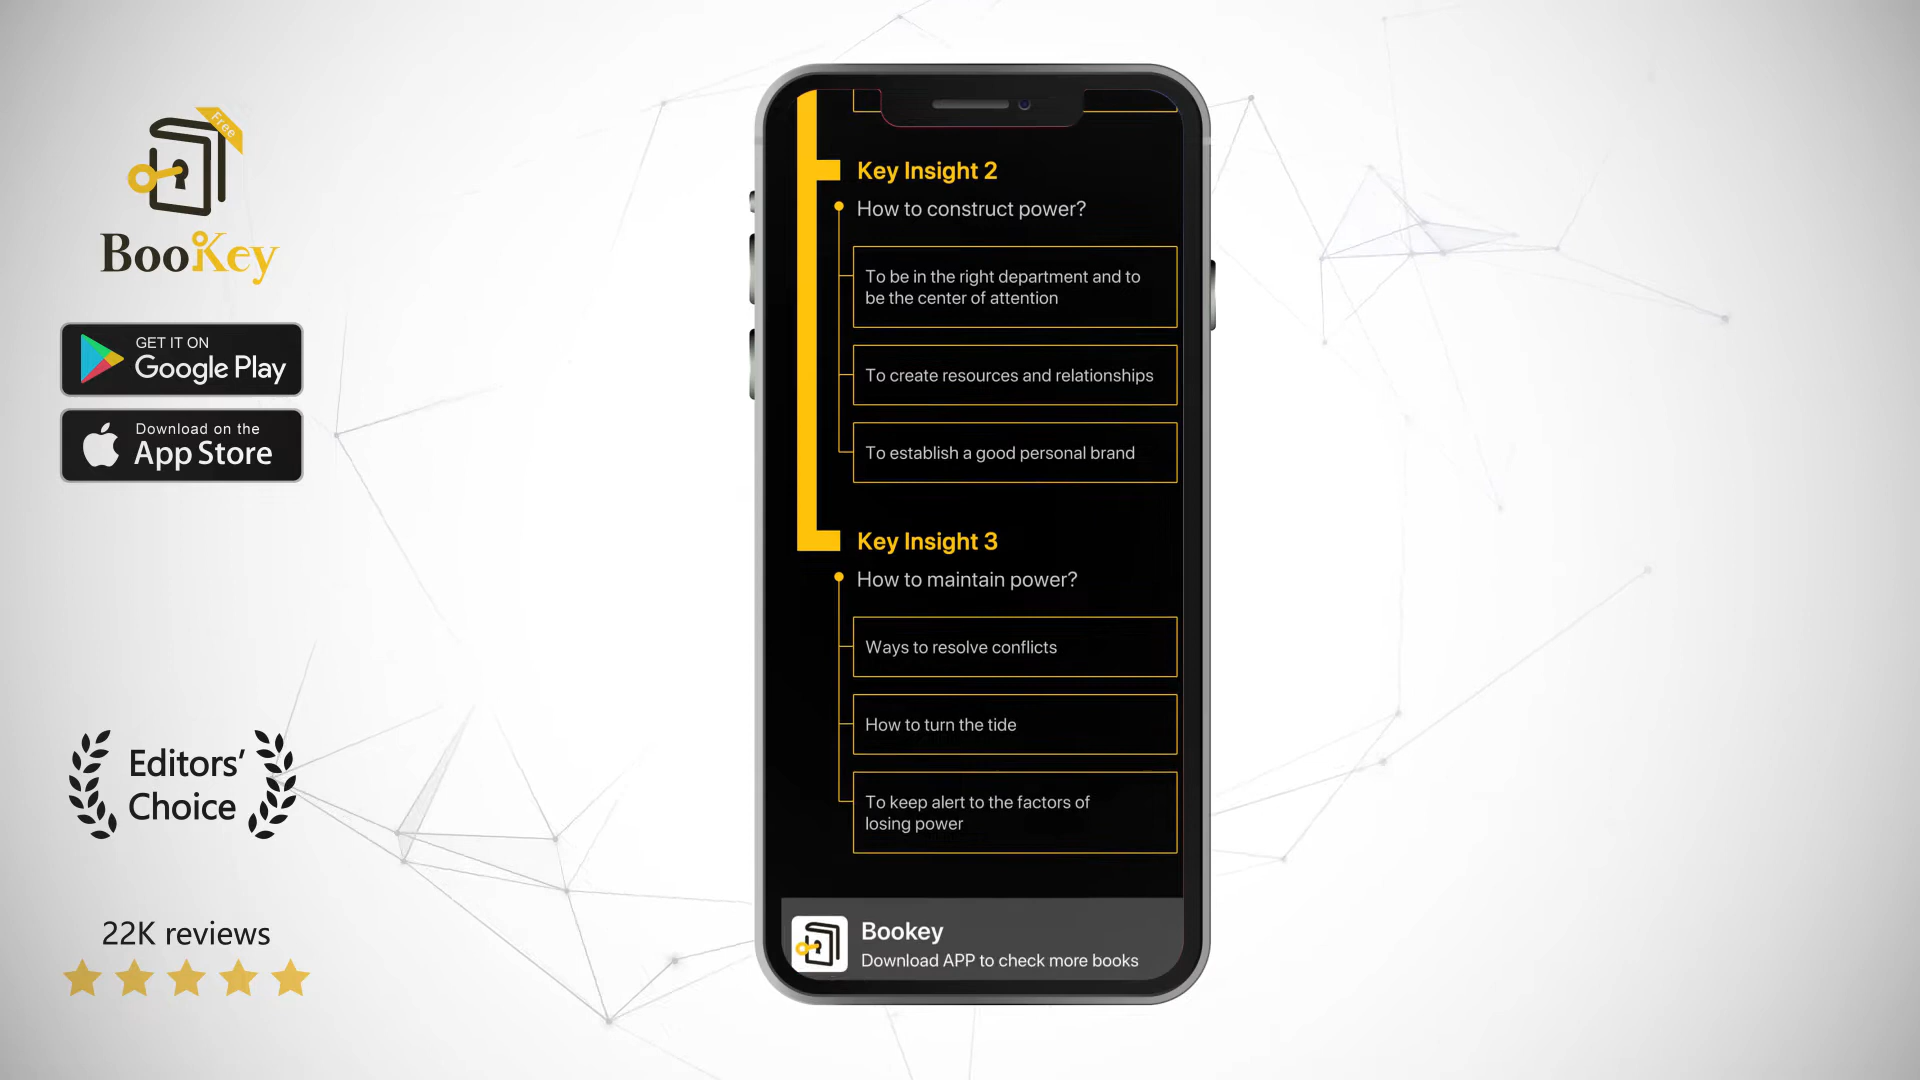 Free
BooKey
GET IT ON
Google Play
Download on the
App Store
Editors'
Choice
22K reviews
Key Insight 2
How to construct power?
To be in the right department and to
be the center of attention
To create resources and relationships
To establish a good personal brand
Key Insight 3
How to maintain power?
Ways to resolve conflicts
How to turn the tide
To keep alert to the factors of
losing power
Bookey
Download APP to check more books